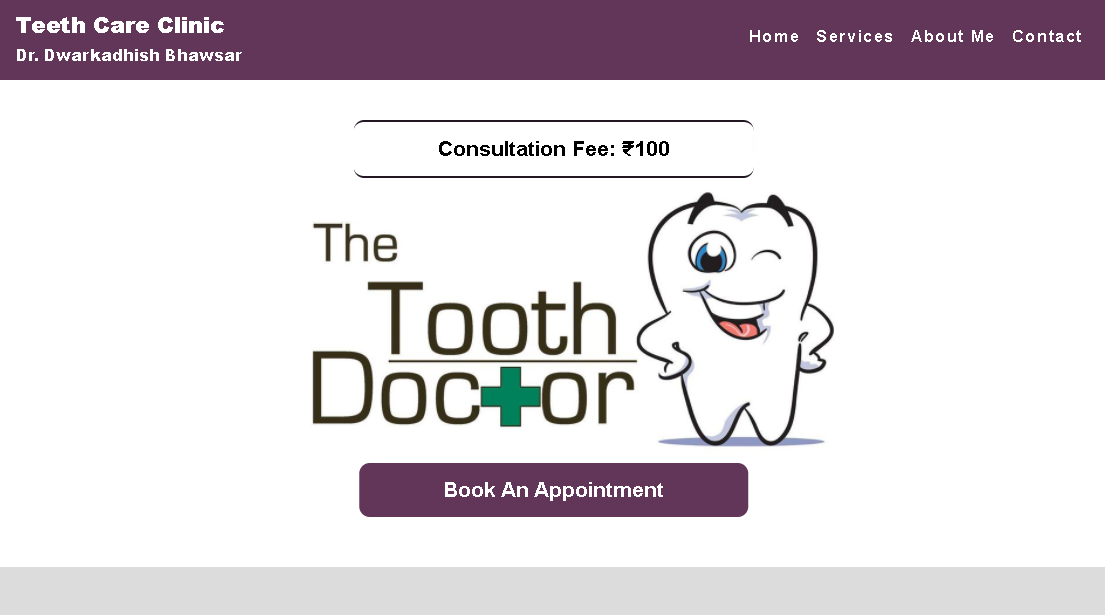 Teeth Care Clinic
Dr. Dwarkadhish Bhawsar
Home Services About Me Contact
Consultation Fee: ₹100
The
Tooth
Doctor
Book An Appointment